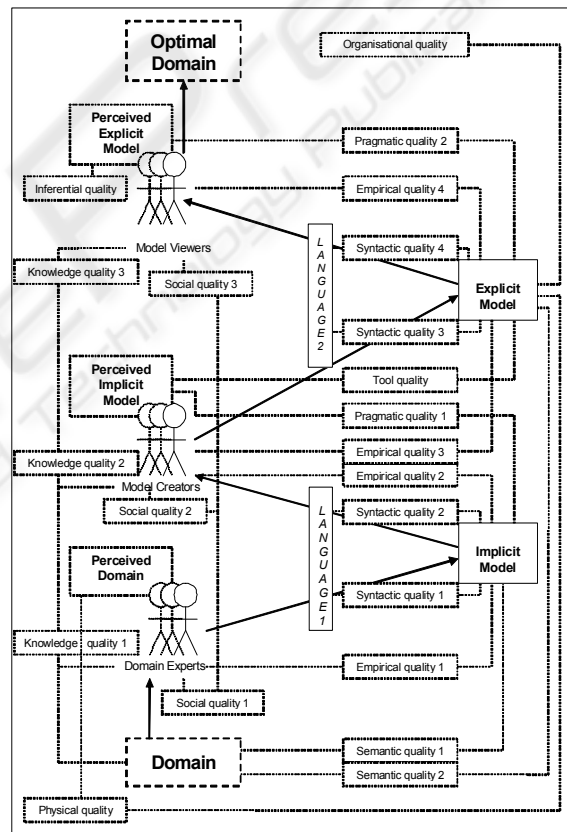 Optimal
Domain
Organisational quality
Perceived
Explicit
Model
Pragmatic quality 2
Inferential quality
Empirical quality 4
Model Viewers
LANGUAGE2
Syntactic quality 4
Knowledge quality 3
Social quality 3
Explicit
Model
Syntactic quality 3
Perceived
Implicit
Model
Tool quality
Pragmatic quality 1
Knowledge quality 2
Empirical quality 3
Empirical quality 2
Model Creators
Social quality 2
LANGUAGE1
Syntactic quality 2
Perceived
Domain
Implicit
Model
Syntactic quality 1
Knowledge quality 1
Domain Experts
Empirical quality 1
Social quality 1
Domain
Semantic quality 1
Semantic quality 2
Physical quality